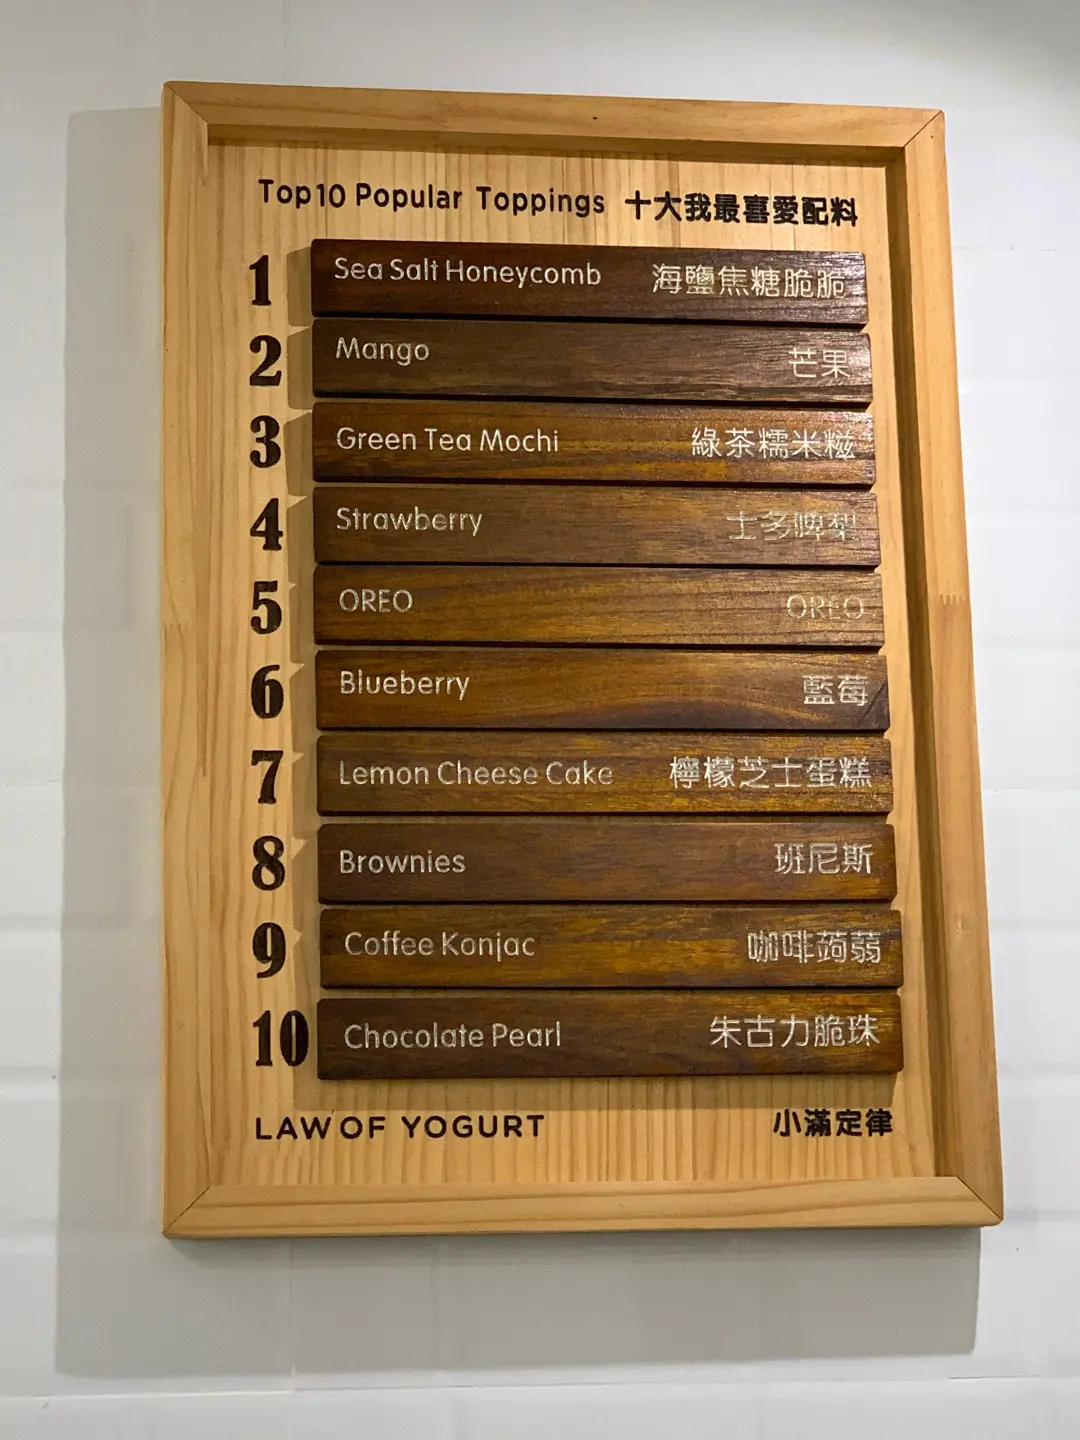 Top10 Popular Toppings 十大我最喜愛配料
1 Sea Salt Honeycomb 海鹽焦糖脆脆
2 Mango 芒果
3 Green Tea Mochi 綠茶糯米糍
4 Strawberry 士多啤梨
5 OREO OREO
6 Blueberry 藍莓
7 Lemon Cheese Cake 檸檬芝士蛋糕
8 Brownies 班尼斯
9 Coffee Konjac 咖啡蒟蒻
10 Chocolate Pearl 朱古力脆珠
LAW OF YOGURT 小滿定律